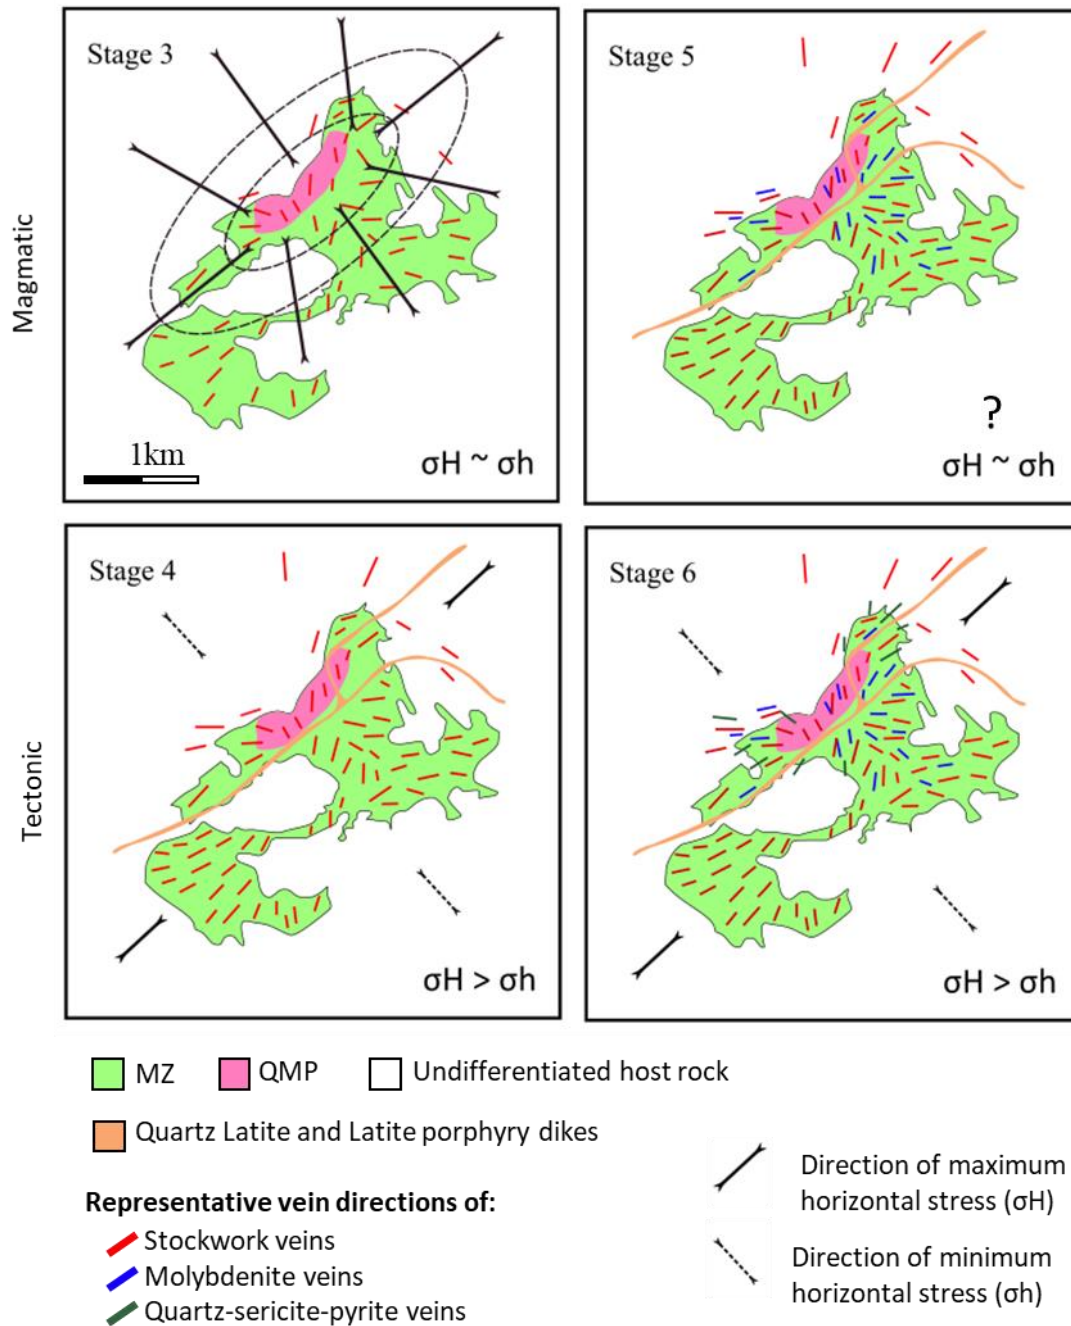 Magmatic
Stage 3
1km
σH ~ σh
Stage 5
?
σH ~ σh
Tectonic
Stage 4
σH > σh
Stage 6
σH > σh
MZ
QMP
Undifferentiated host rock
Quartz Latite and Latite porphyry dikes
Representative vein directions of:
Stockwork veins
Molybdenite veins
Quartz-sericite-pyrite veins
Direction of maximum
horizontal stress (σH)
Direction of minimum
horizontal stress (σh)